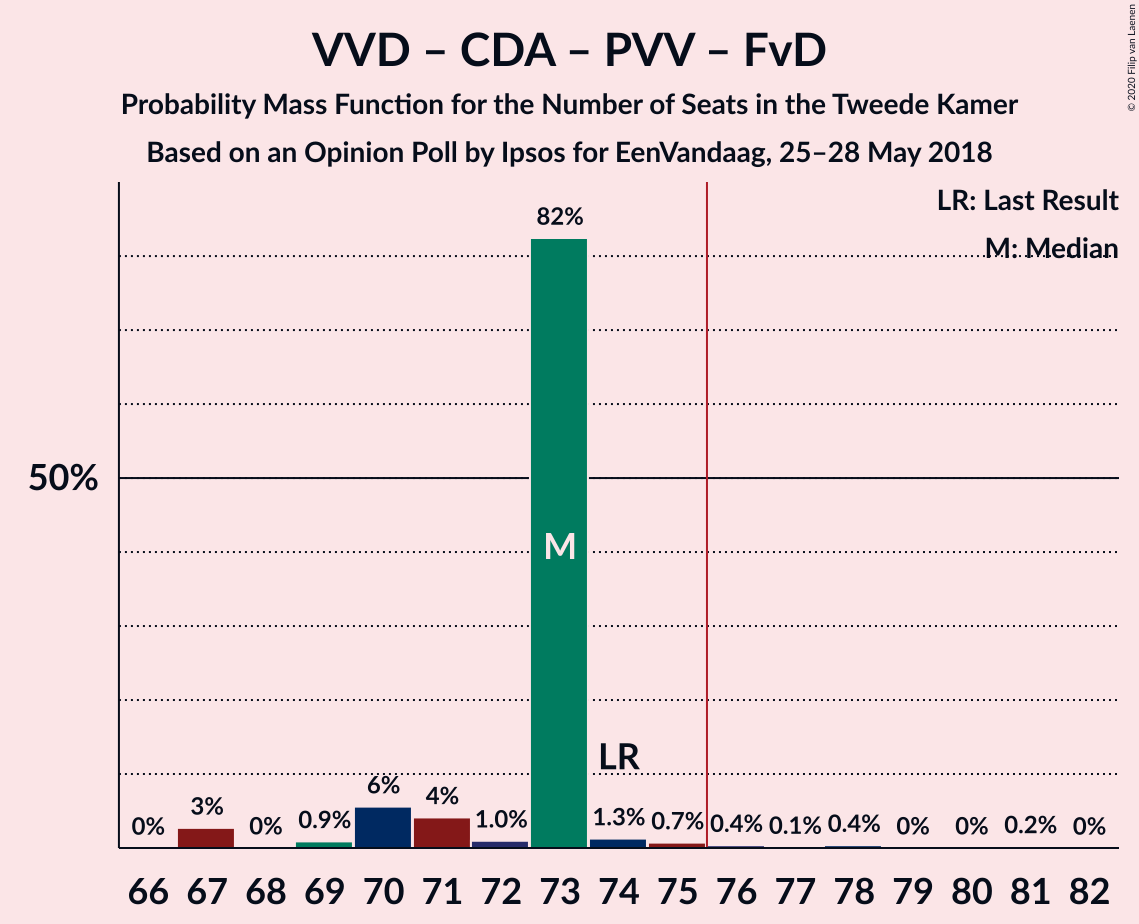 VVD – CDA – PVV – FvD
Probability Mass Function for the Number of Seats in the Tweede Kamer
Based on an Opinion Poll by Ipsos for EenVandaag, 25–28 May 2018
© 2020 Filip van Laenen
LR: Last Result
M: Median
82%
50%
M
LR
0% 3% 0% 0.9% 6% 4% 1.0% 1.3% 0.7% 0.4% 0.1% 0.4% 0% 0% 0.2% 0%
66 67 68 69 70 71 72 73 74 75 76 77 78 79 80 81 82